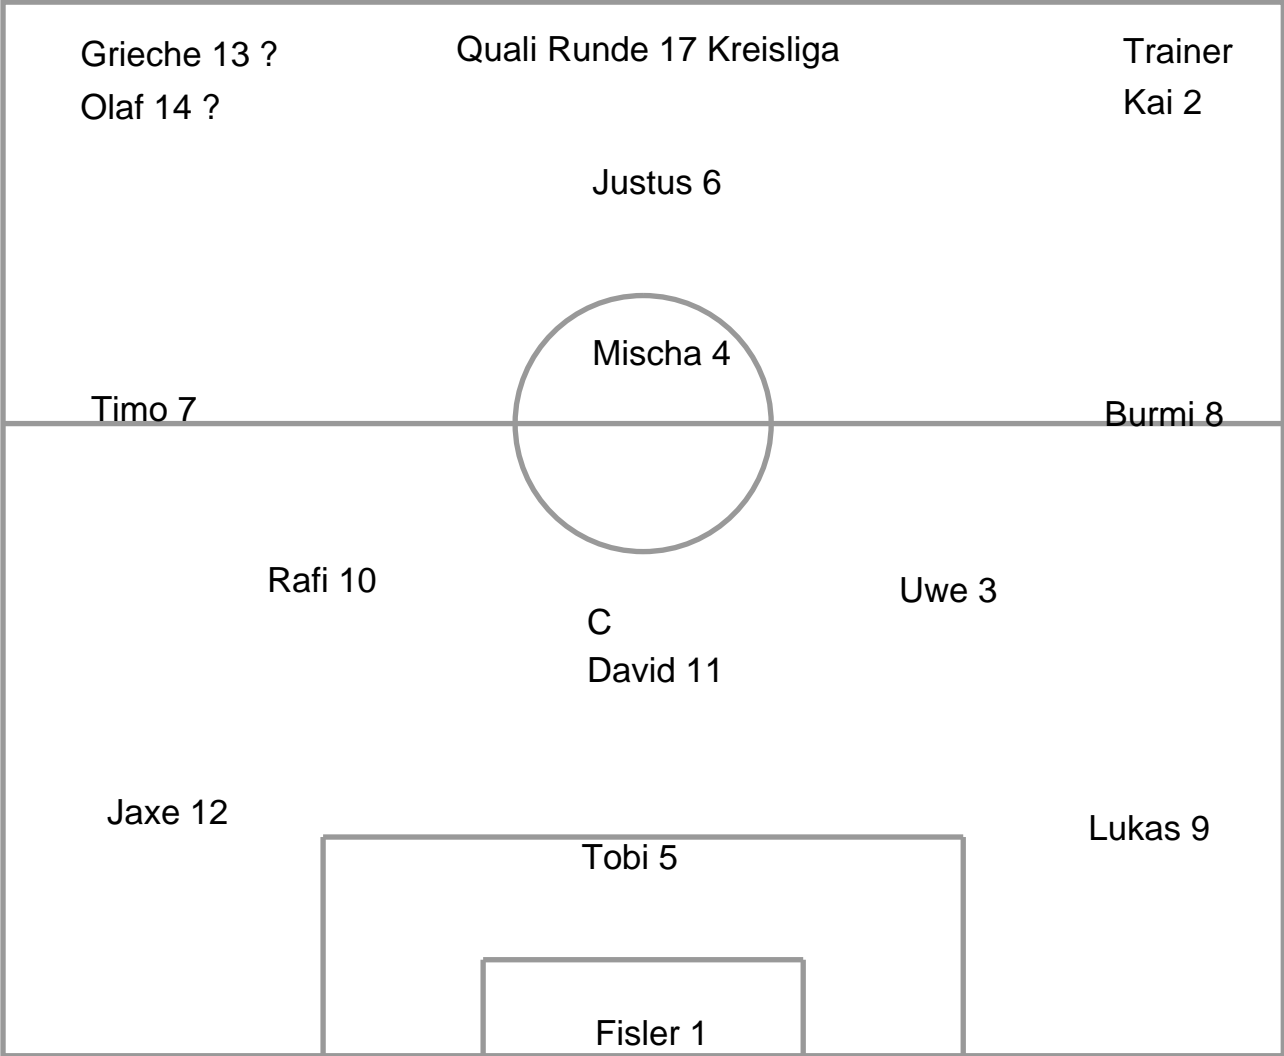 Grieche 13 ?
Olaf 14 ?
Quali Runde 17 Kreisliga
Trainer
Kai 2
Justus 6
Mischa 4
Timo 7
Burmi 8
Rafi 10
Uwe 3
C
David 11
Jaxe 12
Lukas 9
Tobi 5
Fisler 1